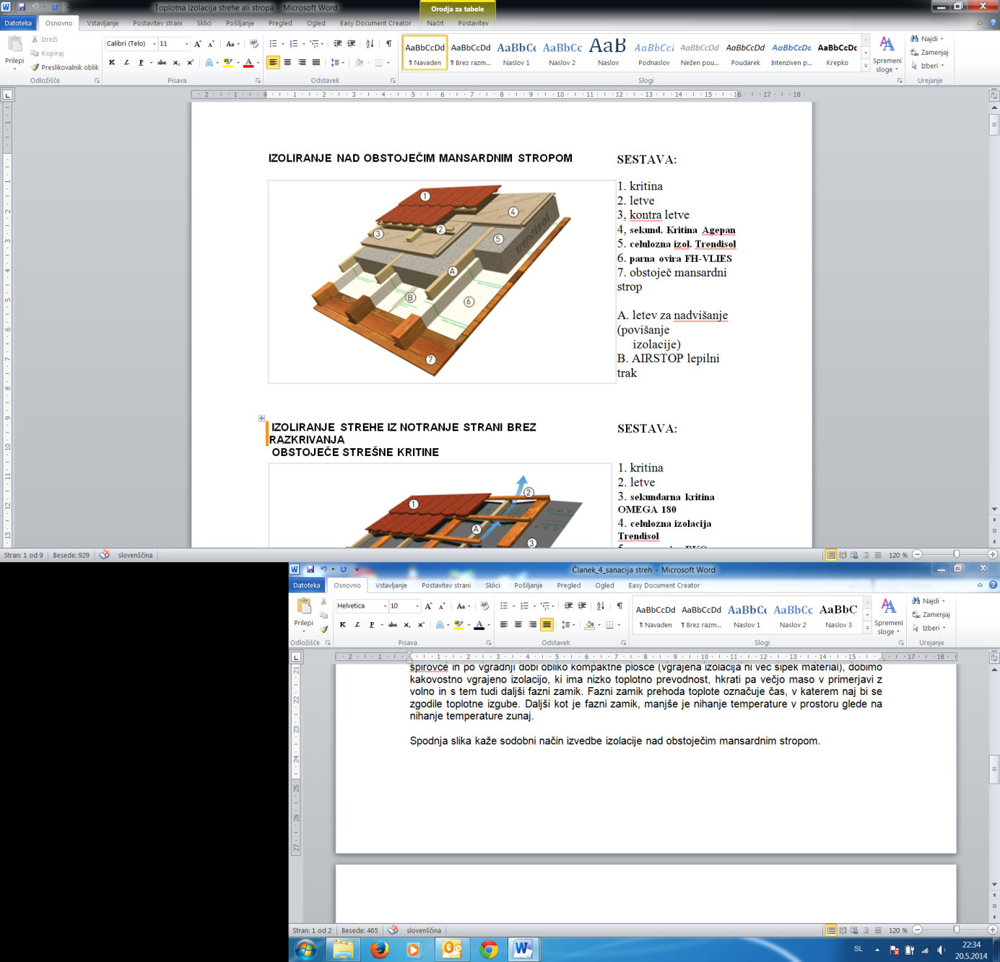 Toplotna izolacija strehe ali stropa - Microsoft Word
Orodja za tabele
Datoteka Osnovno Vstavljanje Postavitev strani Sklici Pošiljanje Pregled Ogled Easy Document Creator Načrt Postavitev
Prilepi
Izreži
Kopiraj
Preslikovalnik oblik
Odložišče
Calibri (Telo) 11
Pisava
Odstavek
AaBbCcDd AaBbCcDd AaBbCc AaBbCc AaB AaBbCcI AaBbCcDd AaBbCcDd AaBbCcDc AaBbCcDc
¶ Navaden ¶ Brez razm... Naslov 1 Naslov 2 Naslov Podnaslov Nežen pou... Poudarek Intenziven p... Krepko
Slogi
Spremeni sloge
Najdi
Zamenjaj
Izberi
Urejanje
IZOLIRANJE NAD OBSTOJEČIM MANSARDNIM STROPOM
1
2
3
4
5
6
7
A
B
trendisol
SESTAVA:
1. kritina
2. letve
3, kontra letve
4, sekund. Kritina Agepan
5. celulozna izol. Trendisol
6. parna ovira FH-VLIES
7. obstoječ mansardni
strop
A. letev za nadvišanje
(povišanje
izolacije)
B. AIRSTOP lepilni
trak
IZOLIRANJE STREHE IZ NOTRANJE STRANI BREZ
RAZKRIVANJA
OBSTOJEČE STREŠNE KRITINE
1
2
A
3
SESTAVA:
1. kritina
2. letve
3. sekundarna kritina
OMEGA 180
4. celulozna izolacija
Trendisol
Stran: 1 od 9 Besede: 929 slovenščina 120 %
Članek_4_sanacija streh - Microsoft Word
Datoteka Osnovno Vstavljanje Postavitev strani Sklici Pošiljanje Pregled Ogled Easy Document Creator
Prilepi
Odložišče
Helvetica 10
Pisava
Odstavek
AaBbCcDd AaBbCcDd AaBbCc AaBbCc AaBbC
¶ Navaden ¶ Brez razm... Naslov 1 Naslov 2 Naslov 3
Slogi
Spremeni sloge
Najdi
Zamenjaj
Izberi
Urejanje
špirovce in po vgradnji dobi obliko kompaktne plošče (vgrajena izolacija ni več sipek material), dobimo
kakovostno vgrajeno izolacijo, ki ima nizko toplotno prevodnost, hkrati pa večjo maso v primerjavi z
volno in s tem tudi daljši fazni zamik. Fazni zamik prehoda toplote označuje čas, v katerem naj bi se
zgodile toplotne izgube. Daljši kot je fazni zamik, manjše je nihanje temperature v prostoru glede na
nihanje temperature zunaj.
Spodnja slika kaže sodobni način izvedbe izolacije nad obstoječim mansardnim stropom.
Stran: 1 od 2 Besede: 465 slovenščina 120 %
SL
22:34
20.5.2014